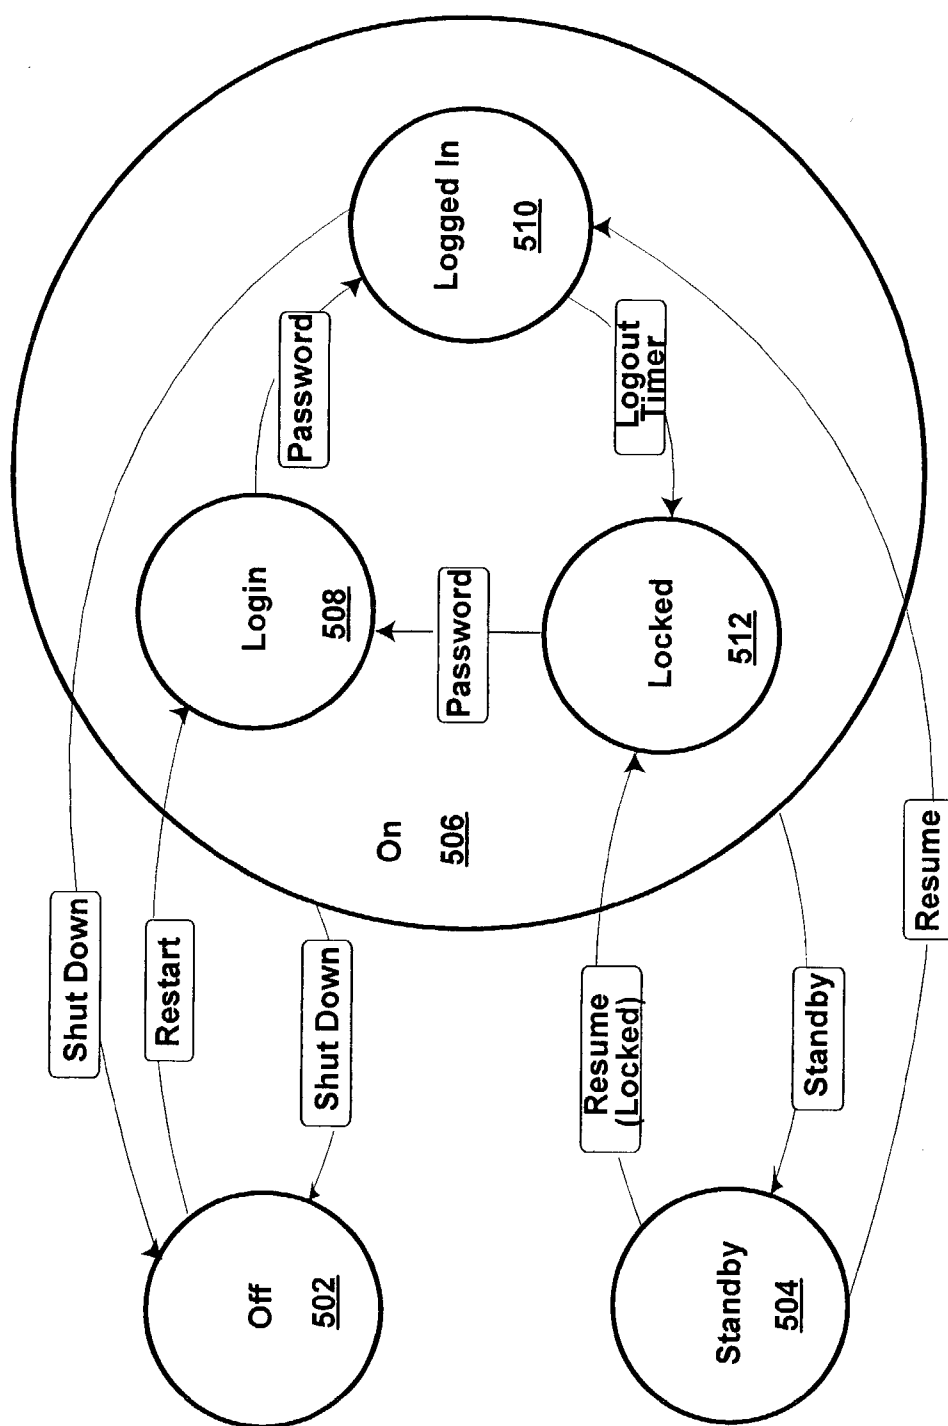 Shut Down
Restart
Off
502
Shut Down
On
506
Login
508
Password
Logged In
510
Password
Logout
Timer
Locked
512
Resume
(Locked)
Standby
504
Standby
Resume